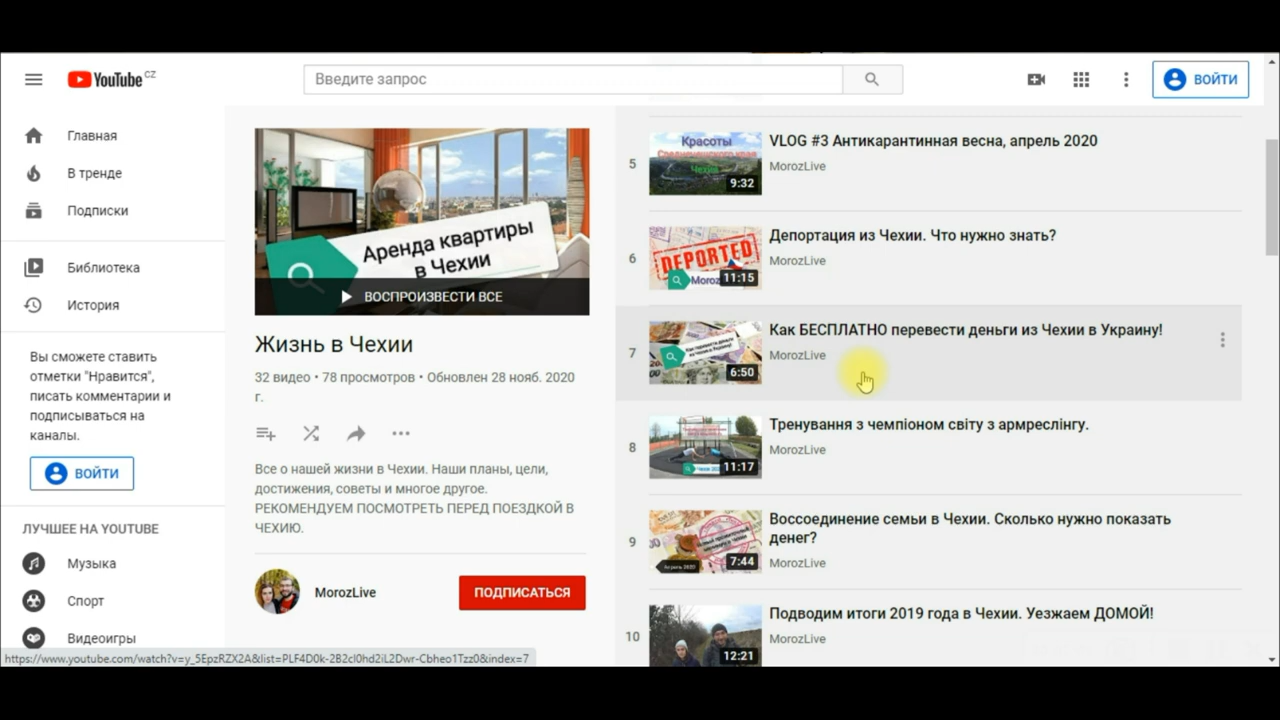 YouTube CZ
Введите запрос
ВОЙТИ
Главная
В тренде
Подписки
Библиотека
История
Вы сможете ставить
отметки "Нравится",
писать комментарии и
подписываться на
каналы.
ВОЙТИ
ЛУЧШЕЕ НА YOUTUBE
Музыка
Спорт
Видеоигры
Аренда квартиры
в Чехии
ВОСПРОИЗВЕСТИ ВСЕ
Жизнь в Чехии
32 видео • 78 просмотров • Обновлен 28 нояб. 2020
г.
Все о нашей жизни в Чехии. Наши планы, цели,
достижения, советы и многое другое.
РЕКОМЕНДУЕМ ПОСМОТРЕТЬ ПЕРЕД ПОЕЗДКОЙ В
ЧЕХИЮ.
MorozLive
ПОДПИСАТЬСЯ
5
Красоты
Среднечешского края
Чехия
9:32
VLOG #3 Антикарантинная весна, апрель 2020
MorozLive
6
DEPORTED
Moroz
11:15
Депортация из Чехии. Что нужно знать?
MorozLive
7
6:50
Как БЕСПЛАТНО перевести деньги из Чехии в Украину!
MorozLive
8
11:17
Тренування з чемпіоном світу з армреслінгу.
MorozLive
9
7:44
Воссоединение семьи в Чехии. Сколько нужно показать
денег?
MorozLive
10
12:21
Подводим итоги 2019 года в Чехии. Уезжаем ДОМОЙ!
MorozLive
https://www.youtube.com/watch?v=y_5EpzRZX2A&list=PLF4D0k-2B2cl0hd2iL2Dwr-Cbheo1Tzz0&index=7